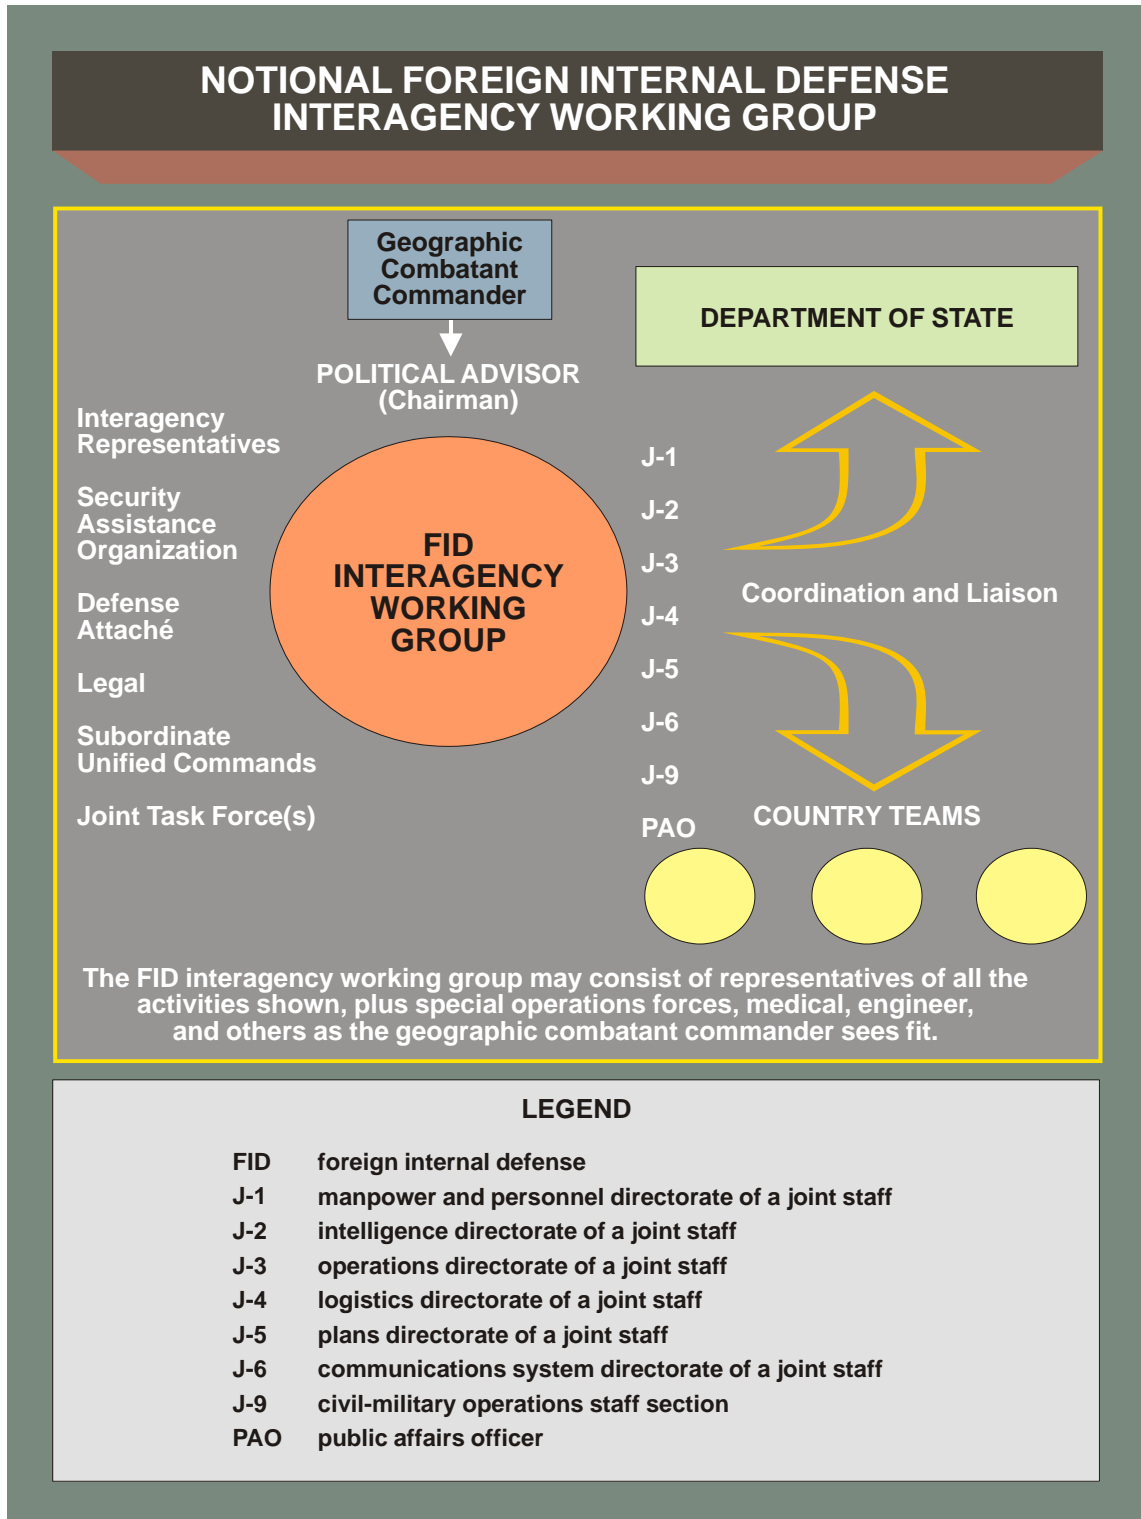 NOTIONAL FOREIGN INTERNAL DEFENSE
INTERAGENCY WORKING GROUP
Geographic
Combatant
Commander
POLITICAL ADVISOR
(Chairman)
DEPARTMENT OF STATE
Interagency
Representatives
Security
Assistance
Organization
Defense
Attaché
Legal
Subordinate
Unified Commands
Joint Task Force(s)
FID
INTERAGENCY
WORKING
GROUP
J-1
J-2
J-3
J-4
J-5
J-6
J-9
PAO
Coordination and Liaison
COUNTRY TEAMS
The FID interagency working group may consist of representatives of all the
activities shown, plus special operations forces, medical, engineer,
and others as the geographic combatant commander sees fit.
LEGEND
FID foreign internal defense
J-1 manpower and personnel directorate of a joint staff
J-2 intelligence directorate of a joint staff
J-3 operations directorate of a joint staff
J-4 logistics directorate of a joint staff
J-5 plans directorate of a joint staff
J-6 communications system directorate of a joint staff
J-9 civil-military operations staff section
PAO public affairs officer